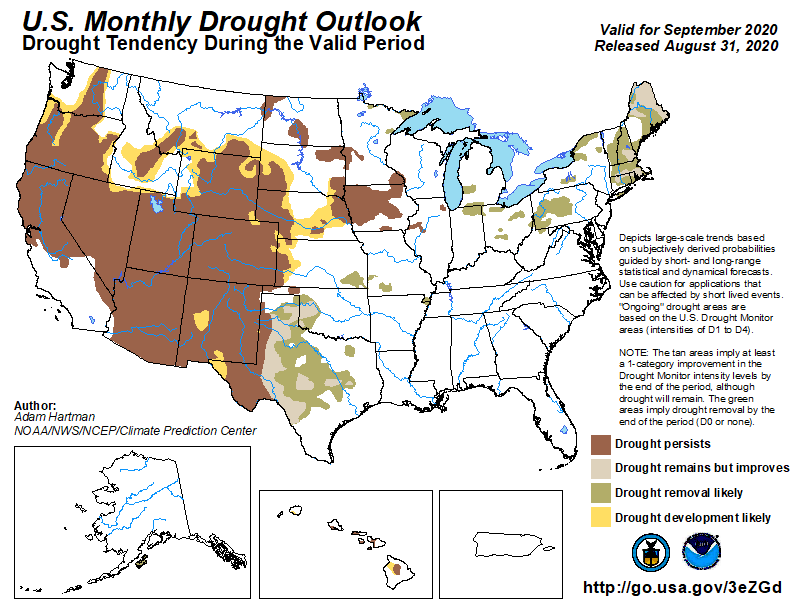 U.S. Monthly Drought Outlook
Drought Tendency During the Valid Period
Valid for September 2020
Released August 31, 2020
Depicts large-scale trends based
on subjectively derived probabilities
guided by short- and long-range
statistical and dynamical forecasts.
Use caution for applications that
can be affected by short lived events.
"Ongoing" drought areas are
based on the U.S. Drought Monitor
areas (intensities of D1 to D4).
NOTE: The tan areas imply at least
a 1-category improvement in the
Drought Monitor intensity levels by
the end of the period, although
drought will remain. The green
areas imply drought removal by the
end of the period (D0 or none).
Author:
Adam Hartman
NOAA/NWS/NCEP/Climate Prediction Center
Drought persists
Drought remains but improves
Drought removal likely
Drought development likely
http://go.usa.gov/3eZGd